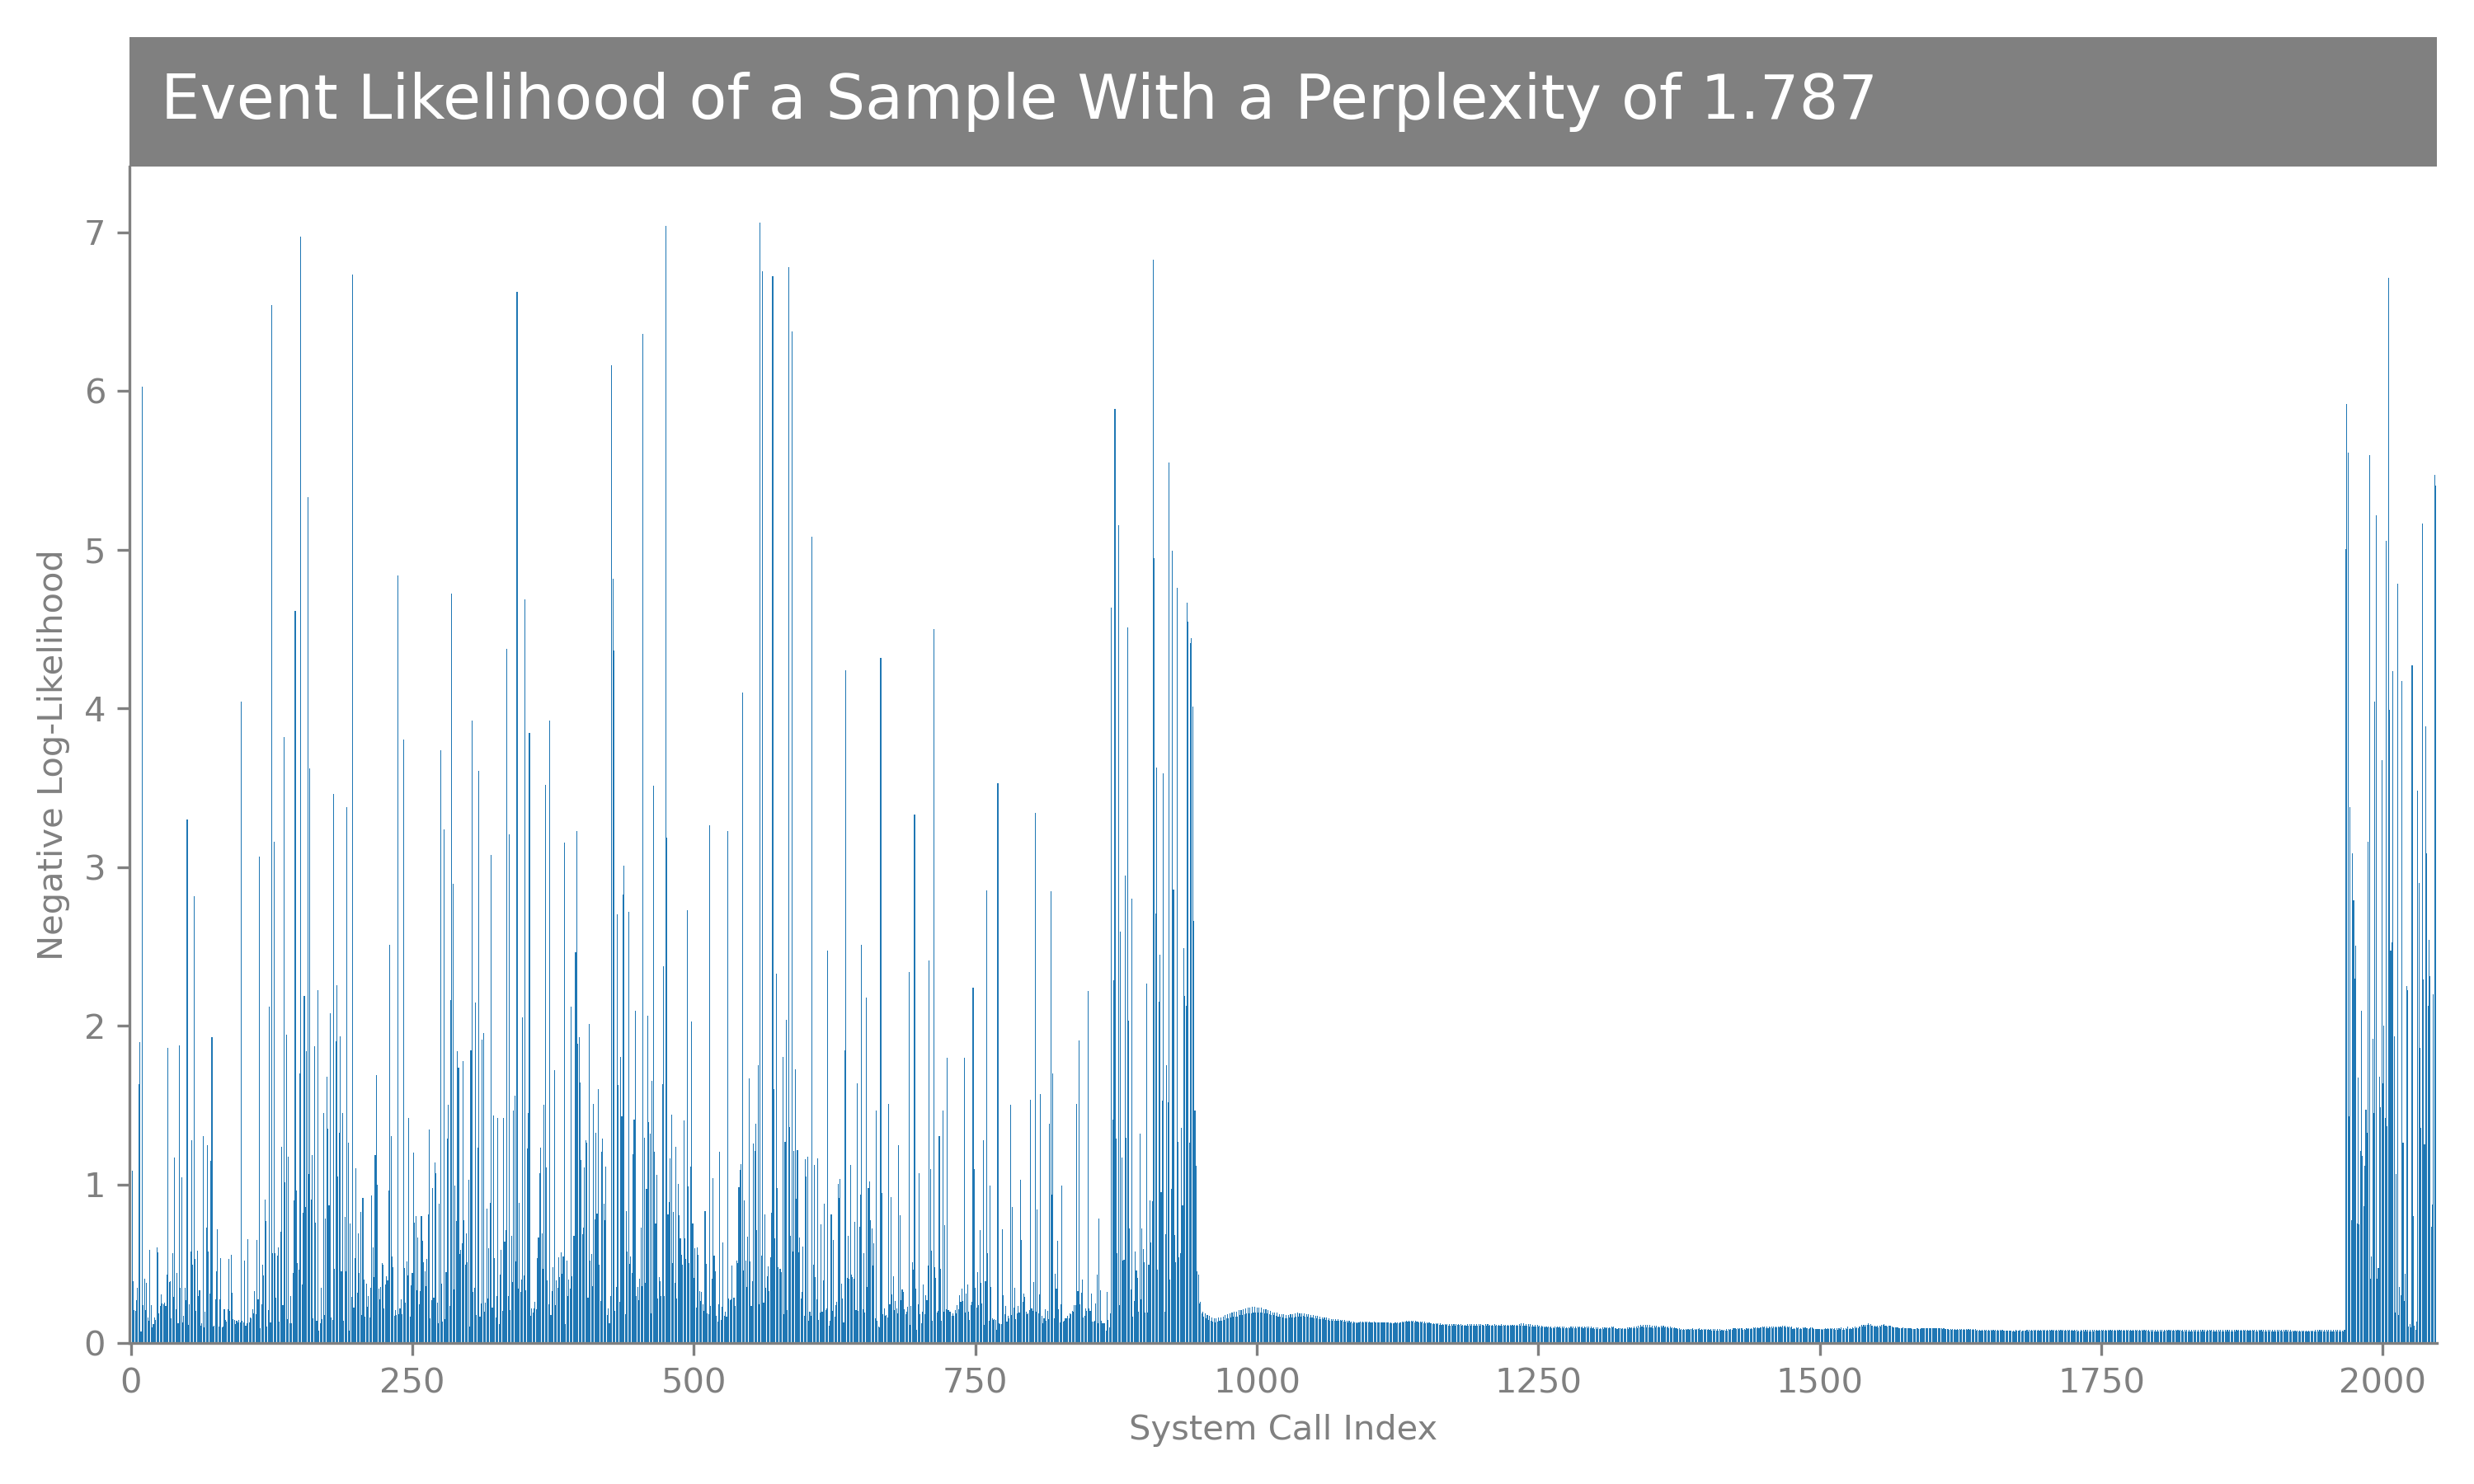 Event Likelihood of a Sample With a Perplexity of 1.787
7
6
5
4
3
2
1
0
Negative Log-Likelihood
0 250 500 750 1000 1250 1500 1750 2000
System Call Index